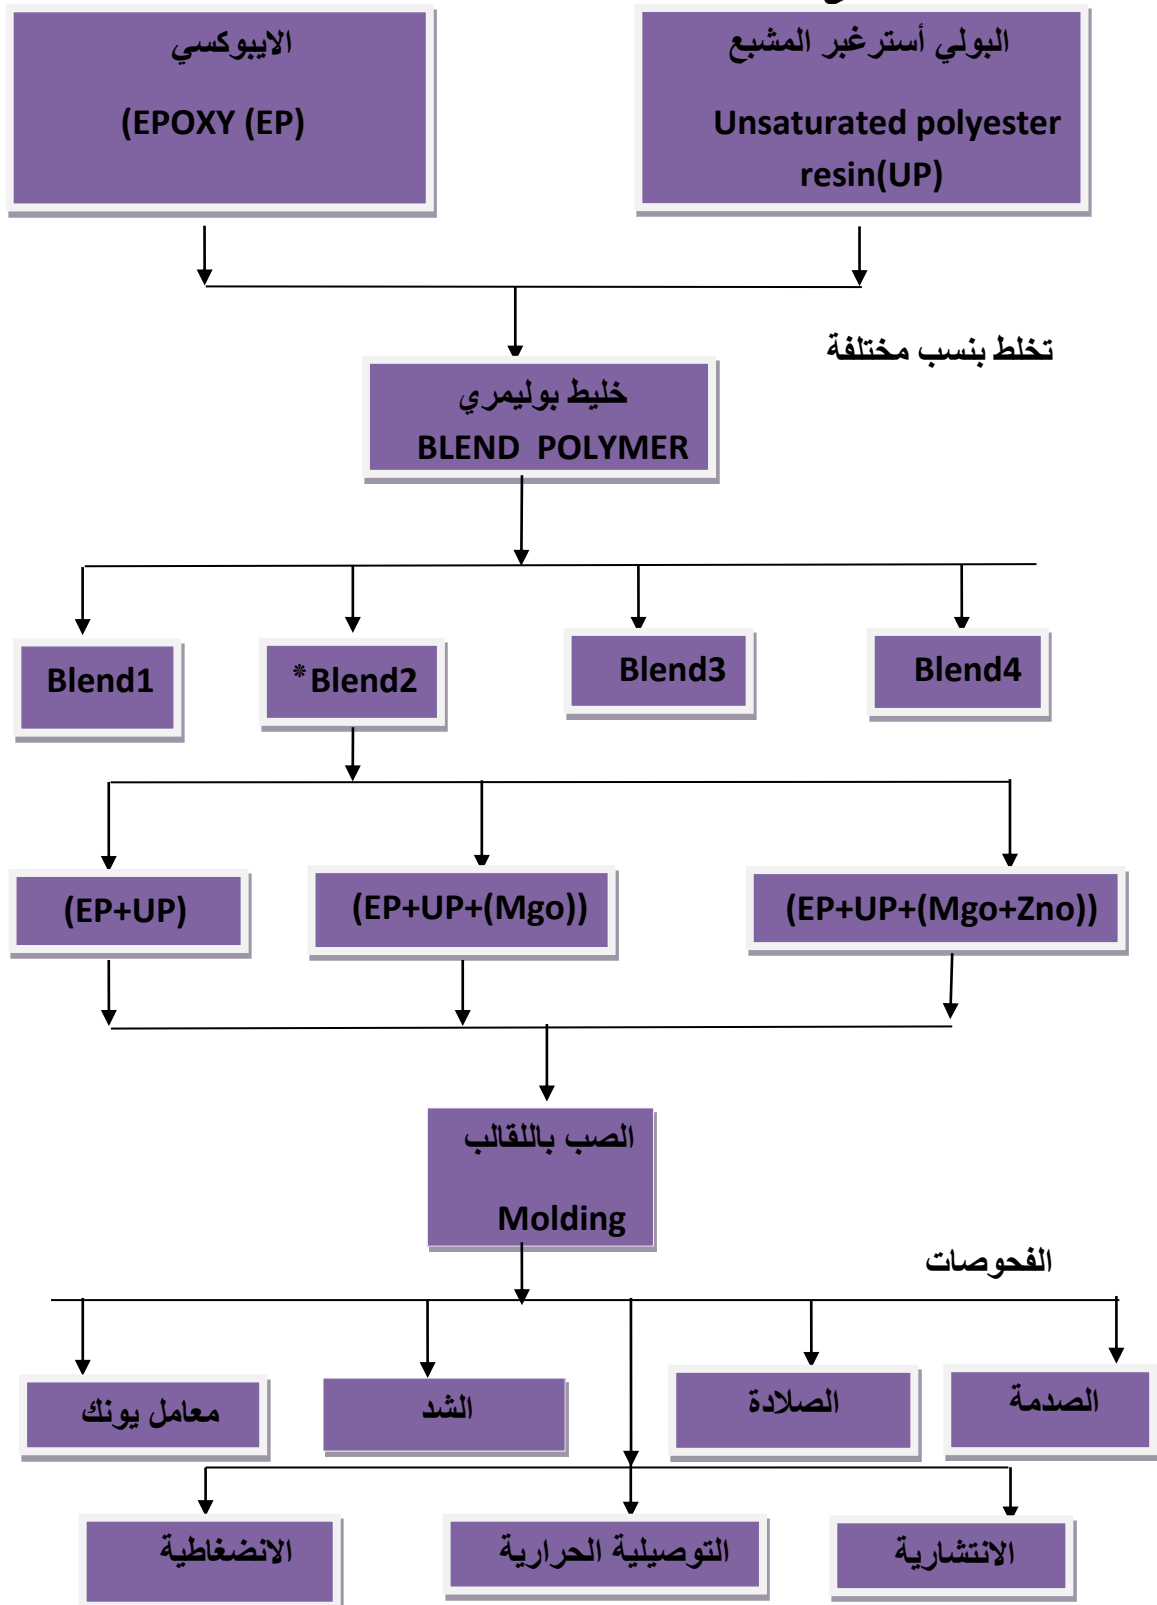 الايبوكسي
(EPOXY (EP)
البولي أستر غبر المشبع
Unsaturated polyester
resin(UP)
تخلط بنسب مختلفة
خليط بوليمري
BLEND POLYMER
Blend1
*Blend2
Blend3
Blend4
(EP+UP)
(EP+UP+(Mgo))
(EP+UP+(Mgo+Zno))
الصب باللقالب
Molding
الفحوصات
معامل يونك
الشد
الصلادة
الصدمة
الانضغاطية
التوصيلية الحرارية
الانتشارية